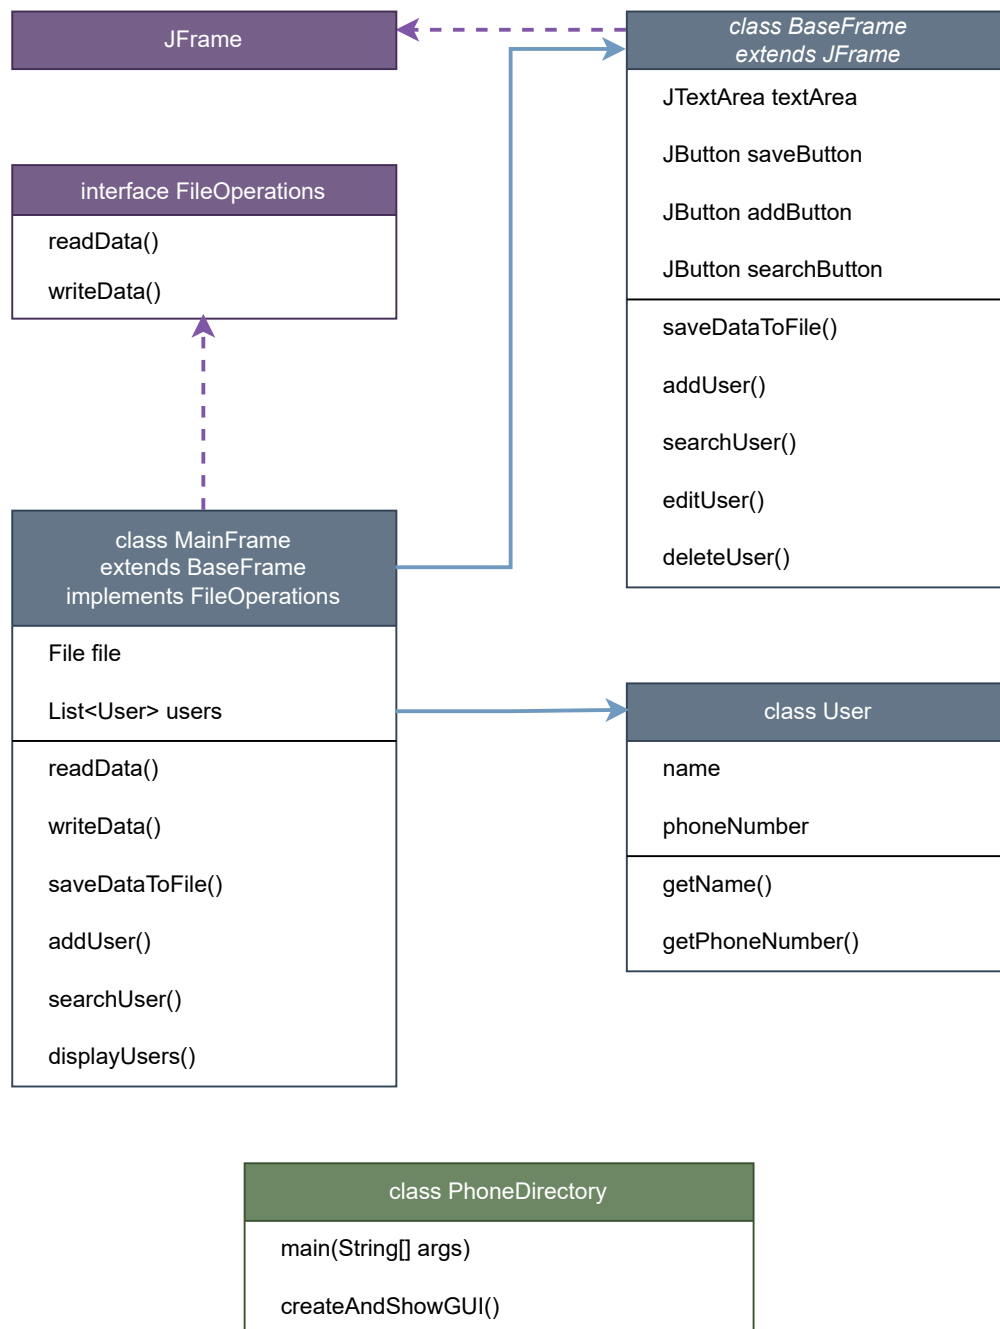 JFrame
class BaseFrame
extends JFrame
JTextArea textArea
JButton saveButton
JButton addButton
JButton searchButton
saveDataToFile()
addUser()
searchUser()
editUser()
deleteUser()
interface FileOperations
readData()
writeData()
class MainFrame
extends BaseFrame
implements FileOperations
File file
List<User> users
readData()
writeData()
saveDataToFile()
addUser()
searchUser()
displayUsers()
class User
name
phoneNumber
getName()
getPhoneNumber()
class PhoneDirectory
main(String[] args)
createAndShowGUI()